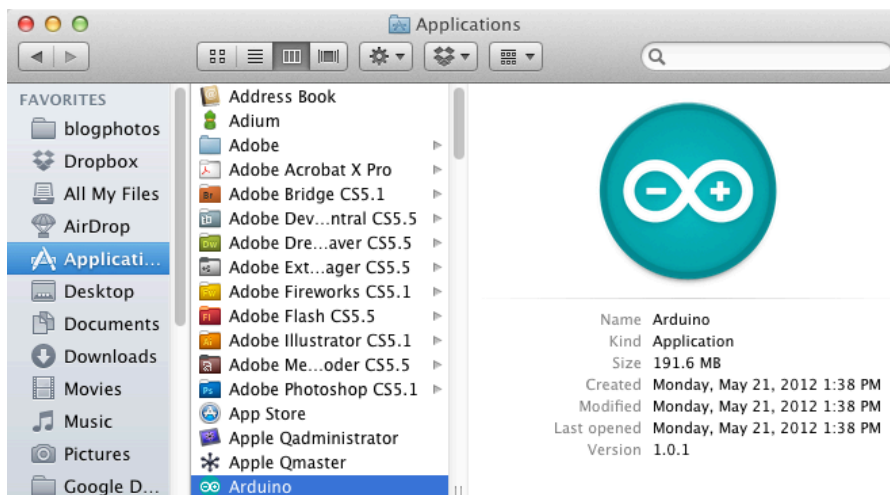 Applications
FAVORITES
blogphotos
Dropbox
All My Files
AirDrop
Applicati...
Desktop
Documents
Downloads
Movies
Music
Pictures
Google D...
Address Book
Adium
Adobe
Adobe Acrobat X Pro
Adobe Bridge CS5.1
Adobe Dev...ntral CS5.5
Adobe Dre...aver CS5.5
Adobe Ext...ager CS5.5
Adobe Fireworks CS5.1
Adobe Flash CS5.5
Adobe Illustrator CS5.1
Adobe Me...oder CS5.5
Adobe Photoshop CS5.1
App Store
Apple Qadministrator
Apple Qmaster
Arduino
Name Arduino
Kind Application
Size 191.6 MB
Created Monday, May 21, 2012 1:38 PM
Modified Monday, May 21, 2012 1:38 PM
Last opened Monday, May 21, 2012 1:38 PM
Version 1.0.1